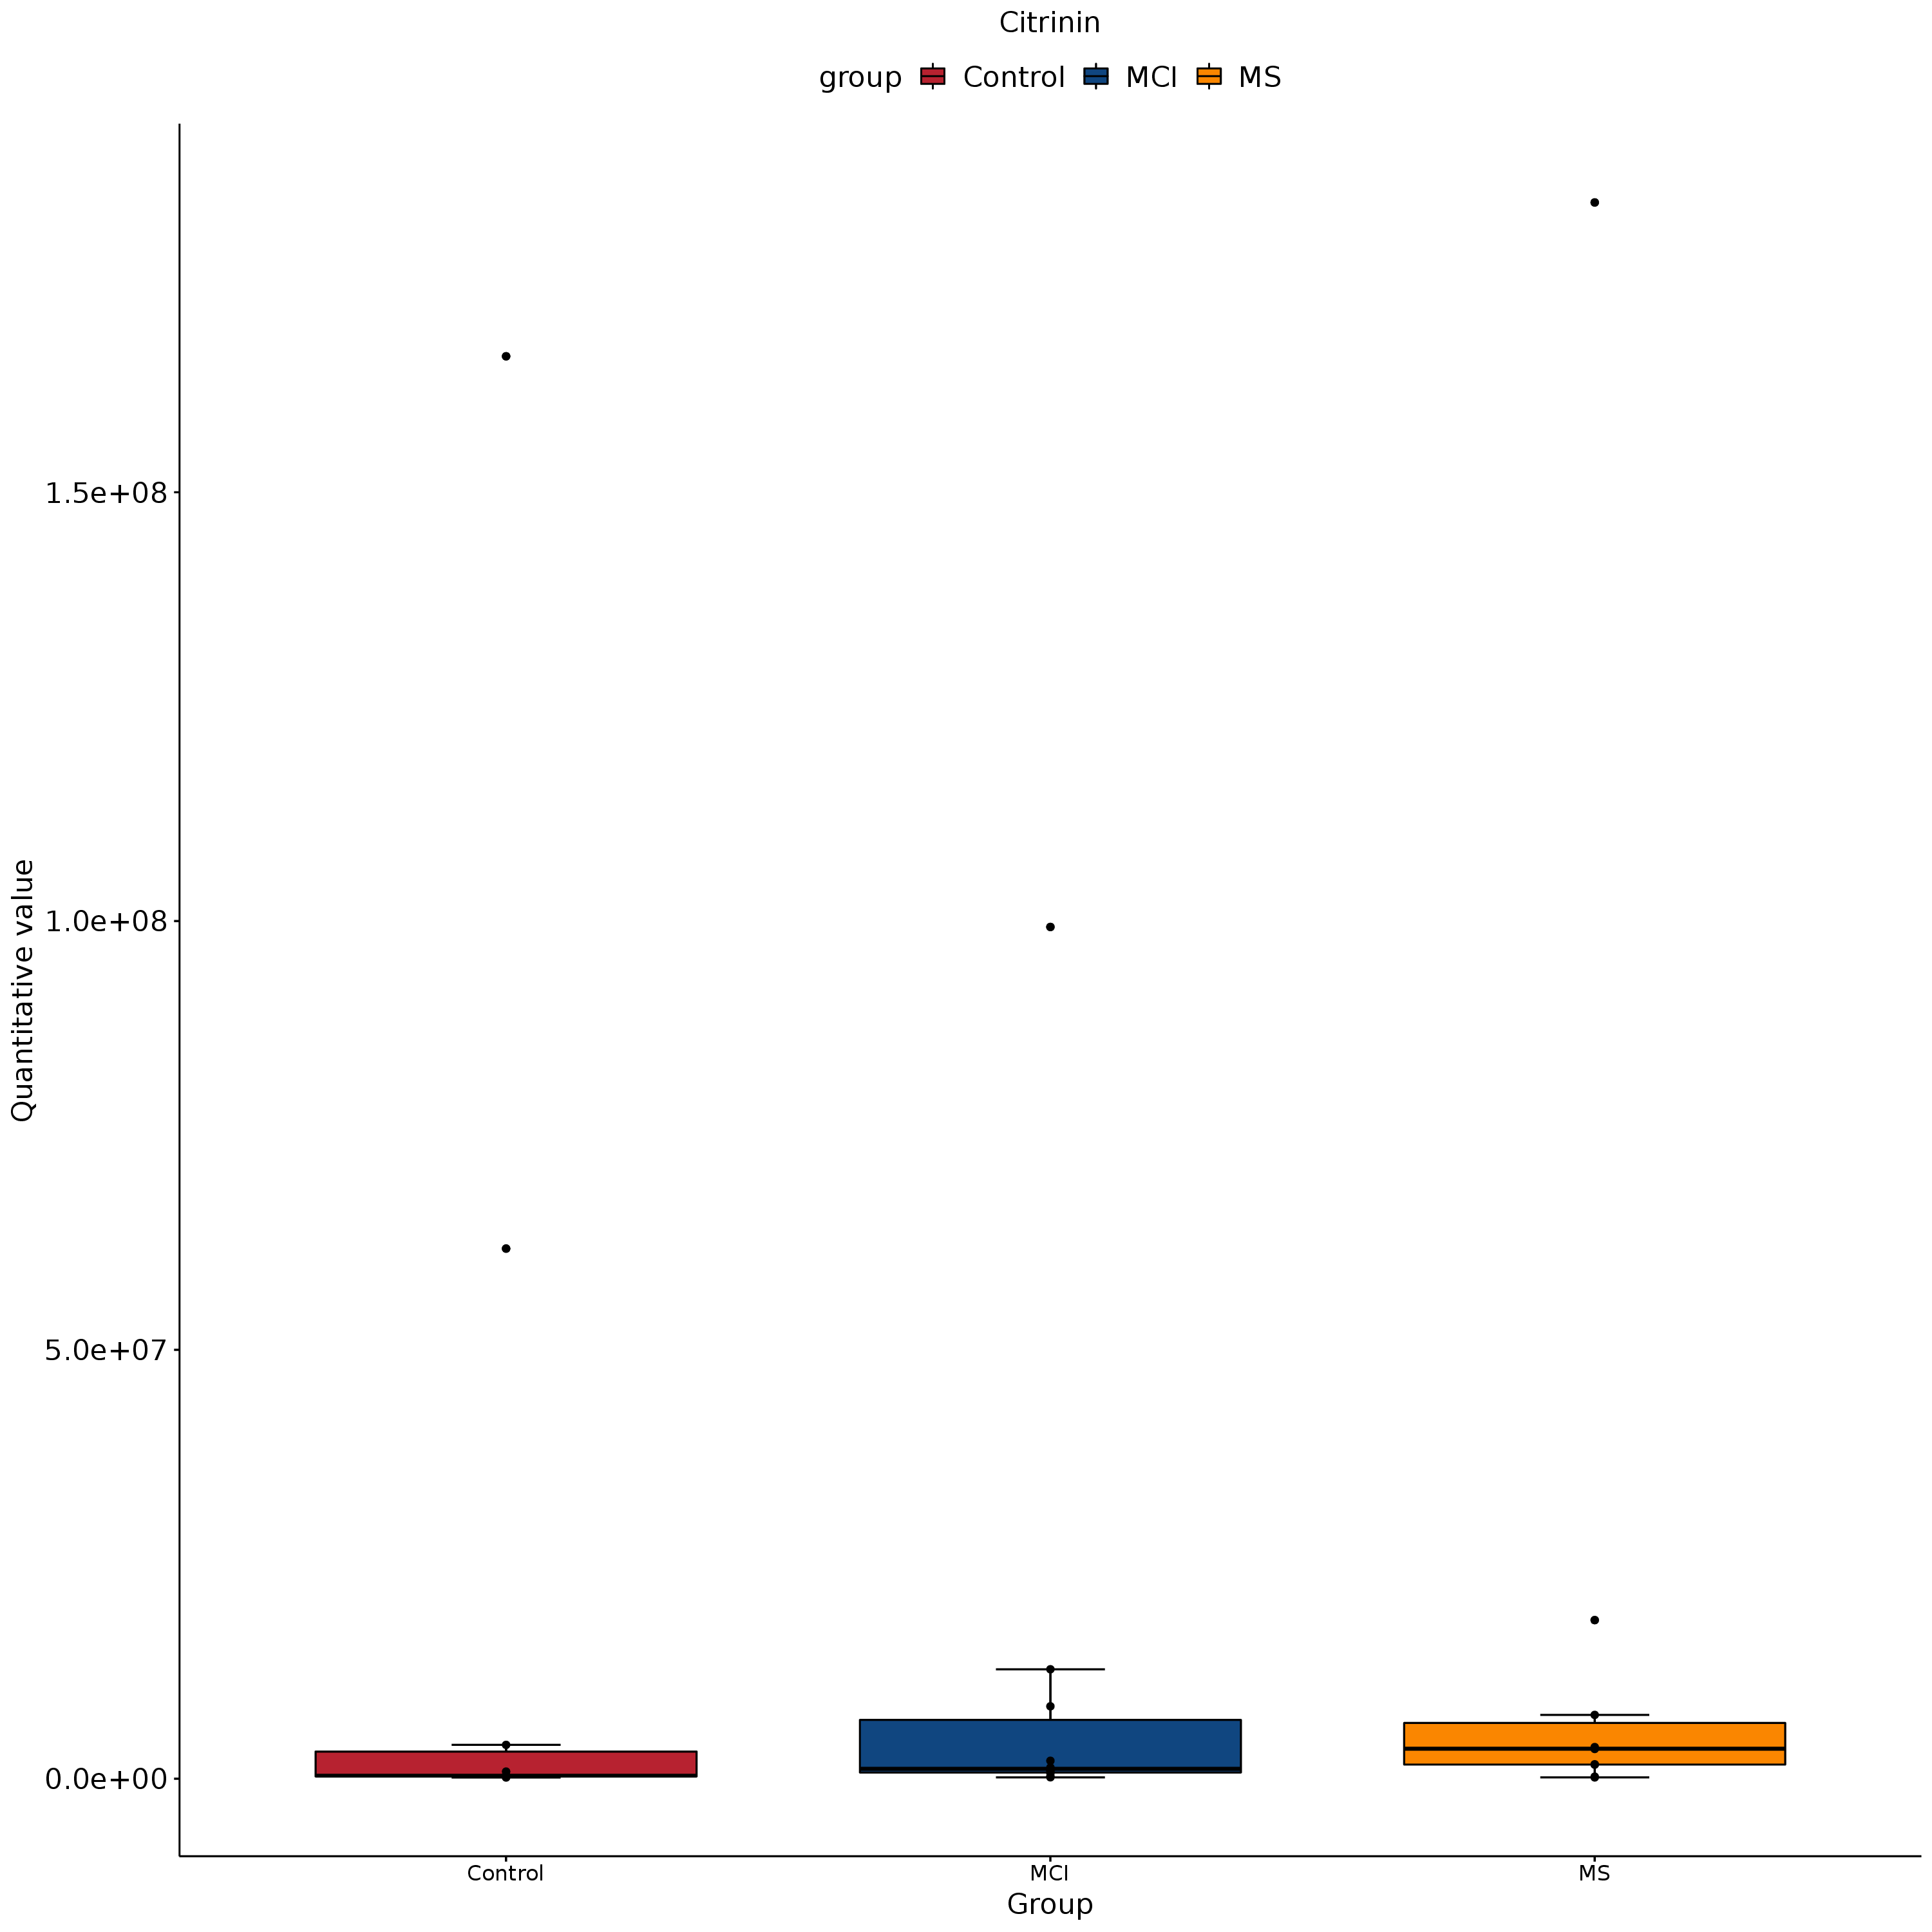 Citrinin
group Control MCI MS
Quantitative value
1.5e+08
1.0e+08
5.0e+07
0.0e+00
Control MCI MS
Group